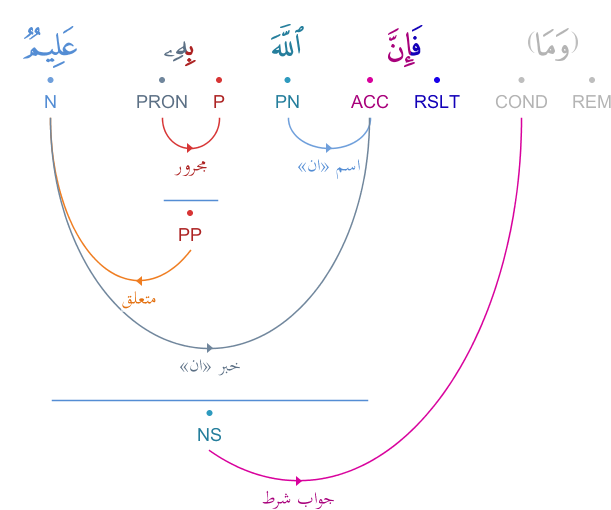 (وَمَا) فَإِنَّ ٱللَّهَ بِهِۦ عَلِيمٌ
REM COND RSLT ACC PN P PRON N
مجرور اسم «ان»
PP
متعلق
خبر «ان»
NS
جواب شرط